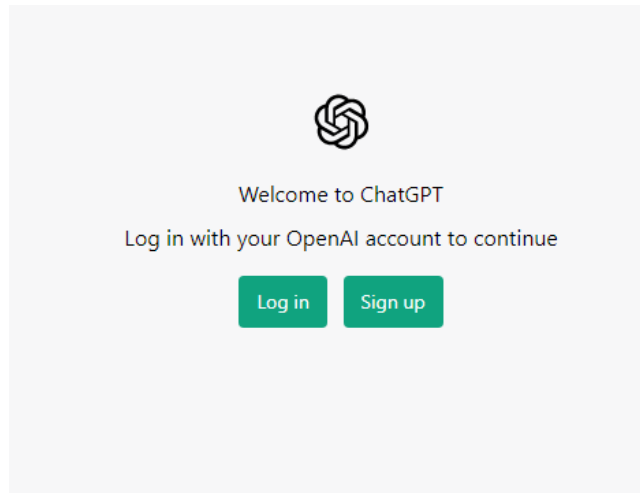 Welcome to ChatGPT
Log in with your OpenAI account to continue
Log in
Sign up